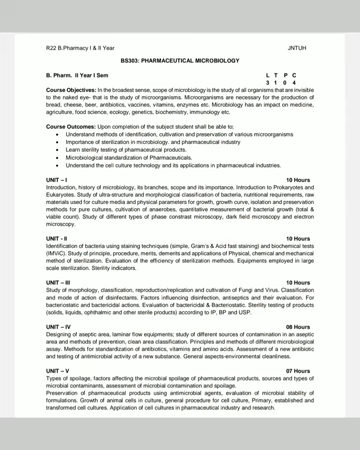 R22 B.Pharmacy I & II Year JNTUH
BS303: PHARMACEUTICAL MICROBIOLOGY
B. Pharm. II Year I Sem L T P C
3 1 0 4
Course Objectives: In the broadest sense, scope of microbiology is the study of all organisms that are invisible
to the naked eye- that is the study of microorganisms. Microorganisms are necessary for the production of
bread, cheese, beer, antibiotics, vaccines, vitamins, enzymes etc. Microbiology has an impact on medicine,
agriculture, food science, ecology, genetics, biochemistry, immunology etc.
Course Outcomes: Upon completion of the subject student shall be able to;
• Understand methods of identification, cultivation and preservation of various microorganisms
• Importance of sterilization in microbiology. and pharmaceutical industry
• Learn sterility testing of pharmaceutical products.
• Microbiological standardization of Pharmaceuticals.
• Understand the cell culture technology and its applications in pharmaceutical industries.
UNIT – I 10 Hours
Introduction, history of microbiology, its branches, scope and its importance. Introduction to Prokaryotes and
Eukaryotes. Study of ultra-structure and morphological classification of bacteria, nutritional requirements, raw
materials used for culture media and physical parameters for growth, growth curve, isolation and preservation
methods for pure cultures, cultivation of anaerobes, quantitative measurement of bacterial growth (total &
viable count). Study of different types of phase constrast microscopy, dark field microscopy and electron
microscopy.
UNIT - II 10 Hours
Identification of bacteria using staining techniques (simple, Gram's & Acid fast staining) and biochemical tests
(IMViC). Study of principle, procedure, merits, demerits and applications of Physical, chemical and mechanical
method of sterilization. Evaluation of the efficiency of sterilization methods. Equipments employed in large
scale sterilization. Sterility indicators.
UNIT – III 10 Hours
Study of morphology, classification, reproduction/replication and cultivation of Fungi and Virus. Classification
and mode of action of disinfectants. Factors influencing disinfection, antiseptics and their evaluation. For
bacteriostatic and bactericidal actions. Evaluation of bactericidal & Bacteriostatic. Sterility testing of products
(solids, liquids, ophthalmic and other sterile products) according to IP, BP and USP.
UNIT – IV 08 Hours
Designing of aseptic area, laminar flow equipments; study of different sources of contamination in an aseptic
area and methods of prevention, clean area classification. Principles and methods of different microbiological
assay. Methods for standardization of antibiotics, vitamins and amino acids. Assessment of a new antibiotic
and testing of antimicrobial activity of a new substance. General aspects-environmental cleanliness.
UNIT – V 07 Hours
Types of spoilage, factors affecting the microbial spoilage of pharmaceutical products, sources and types of
microbial contaminants, assessment of microbial contamination and spoilage.
Preservation of pharmaceutical products using antimicrobial agents, evaluation of microbial stability of
formulations. Growth of animal cells in culture, general procedure for cell culture, Primary, established and
transformed cell cultures. Application of cell cultures in pharmaceutical industry and research.